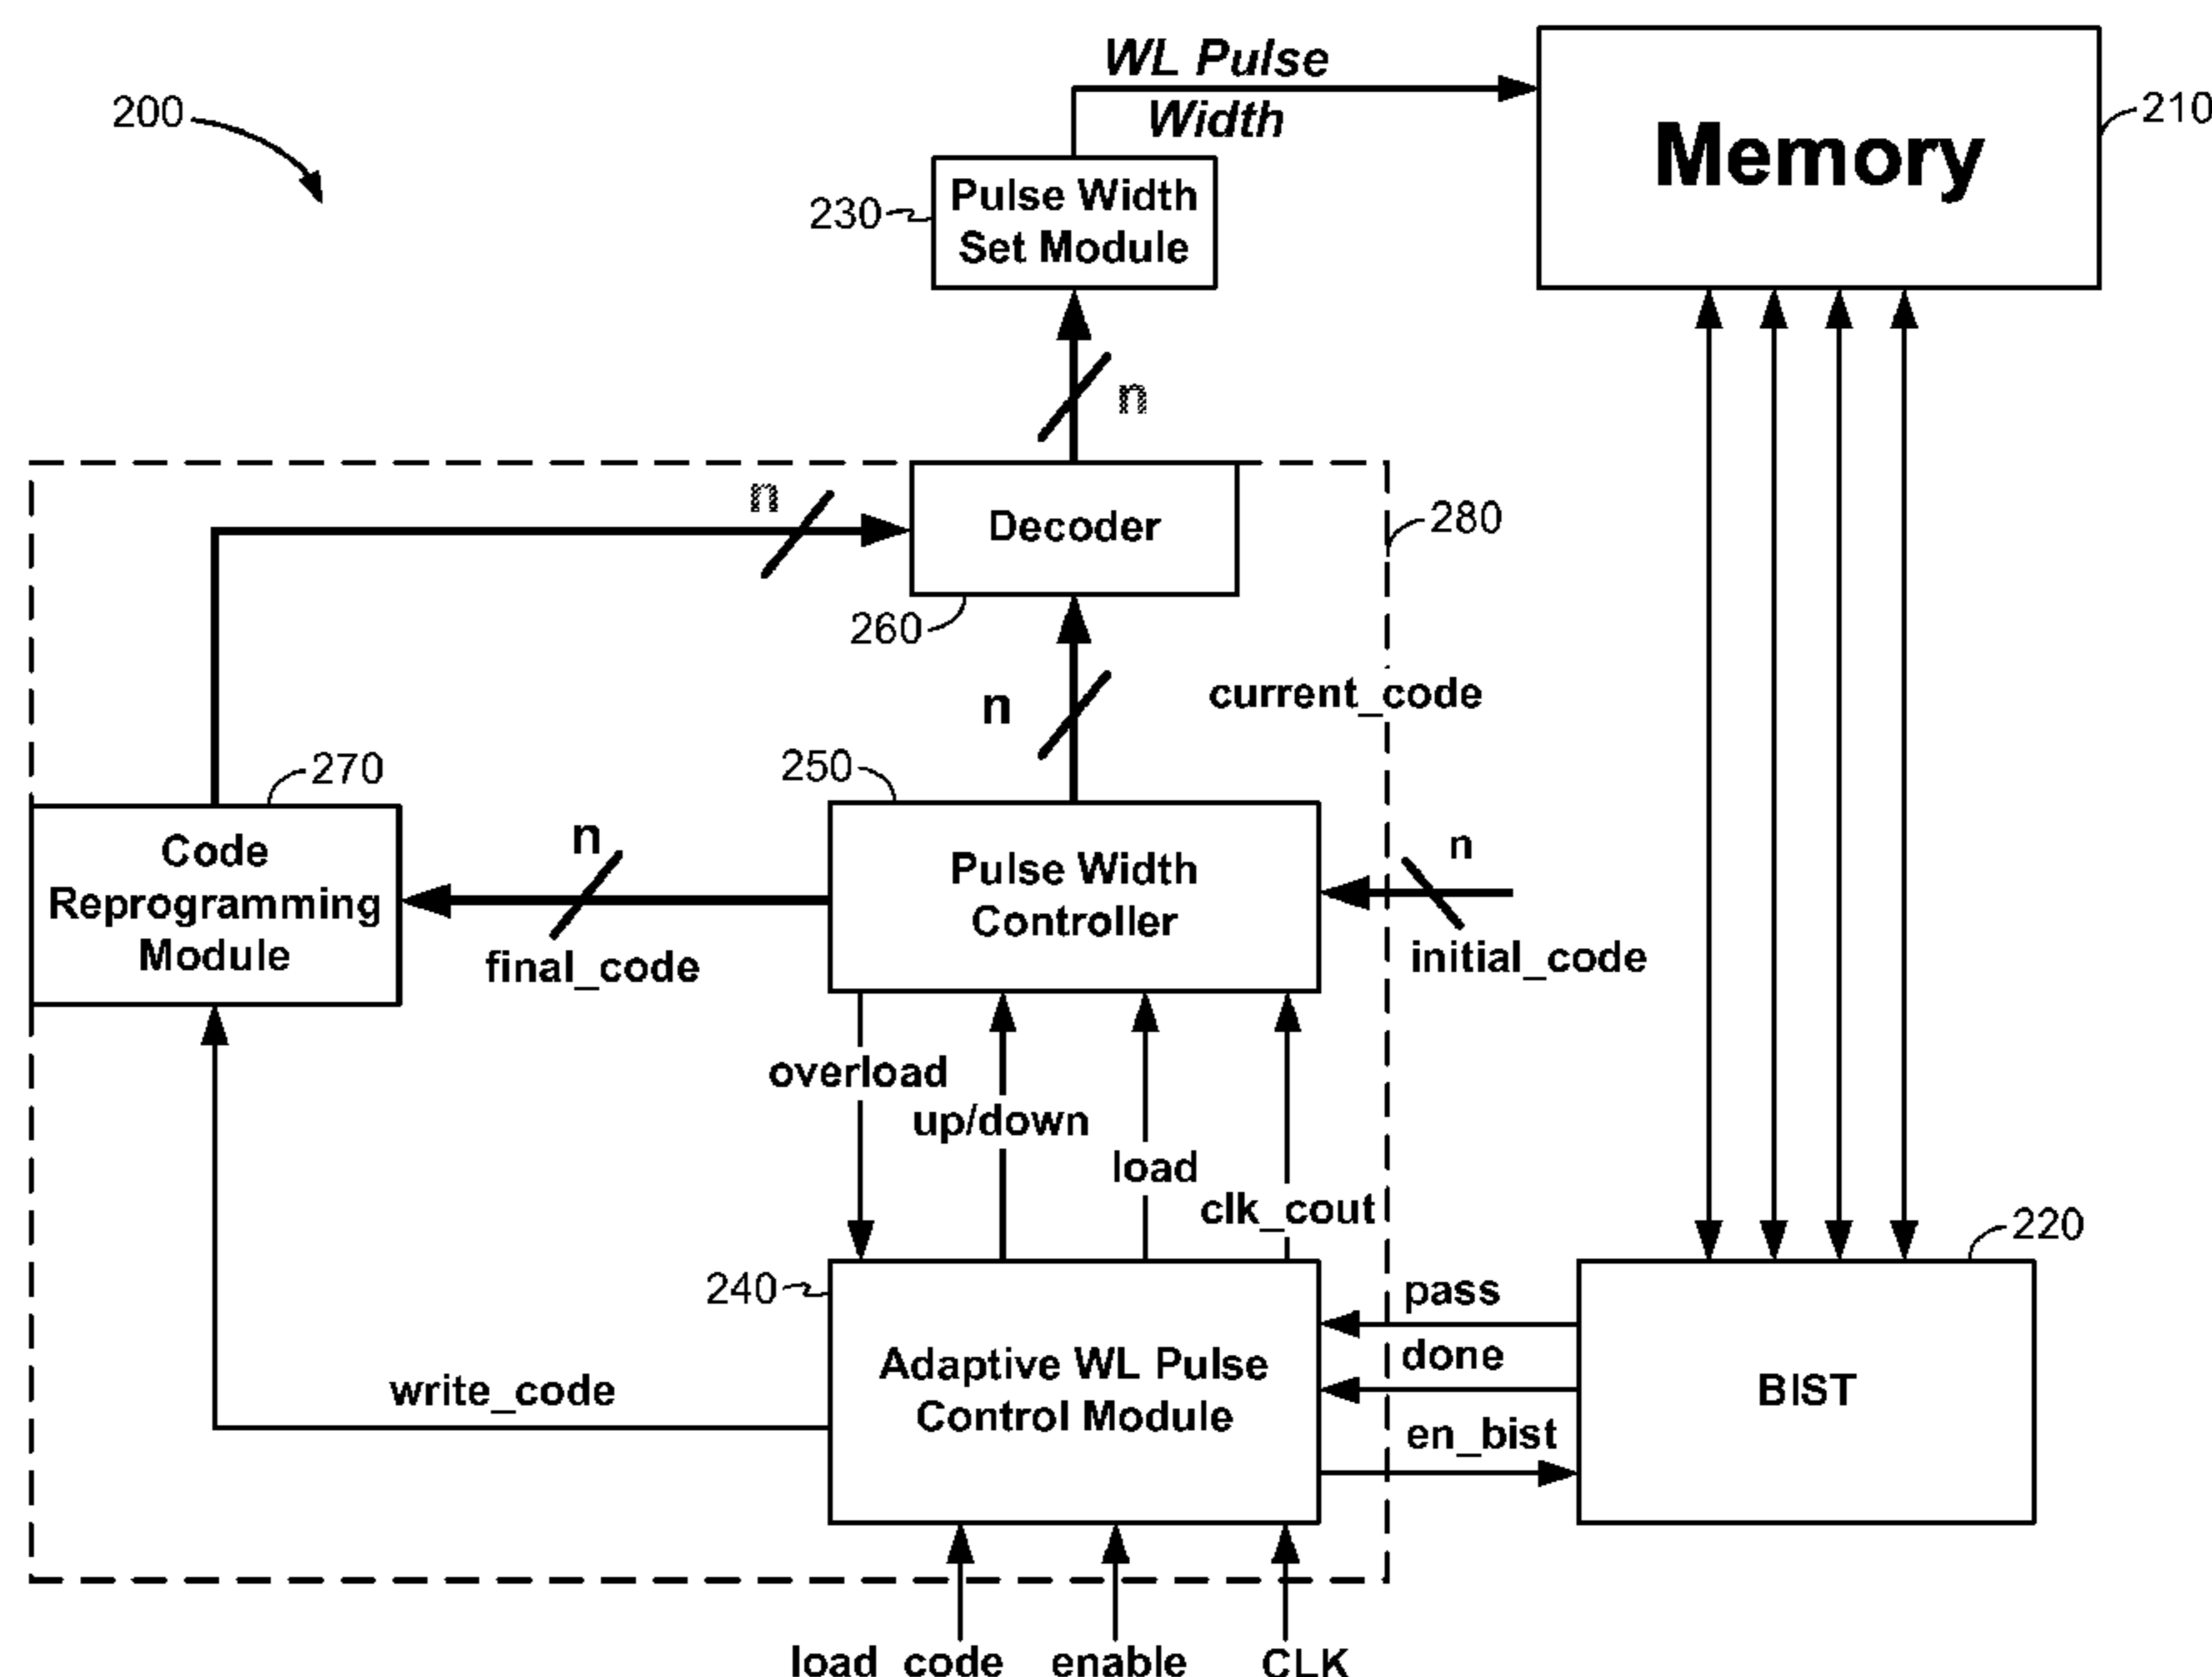 WL Pulse
Width
200
Memory
210
230
Pulse Width
Set Module
n
n
Decoder
280
260
n
current_code
270
250
Code
Reprogramming
Module
n
final_code
Pulse Width
Controller
n
initial_code
overload
up/down
load
clk_cout
220
240
pass
done
en_bist
Adaptive WL Pulse
Control Module
BIST
write_code
load_code
enable
CLK